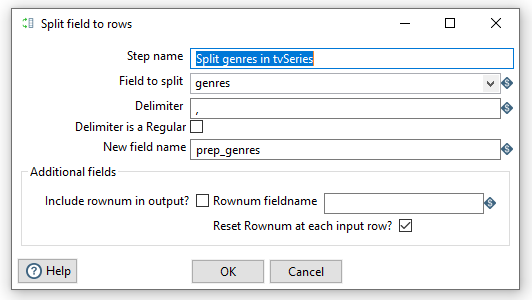 Split field to rows
Step name Split genres in tvSeries
Field to split genres
Delimiter ,
Delimiter is a Regular
New field name prep_genres
Additional fields
Include rownum in output? Rownum fieldname
Reset Rownum at each input row?
Help OK Cancel